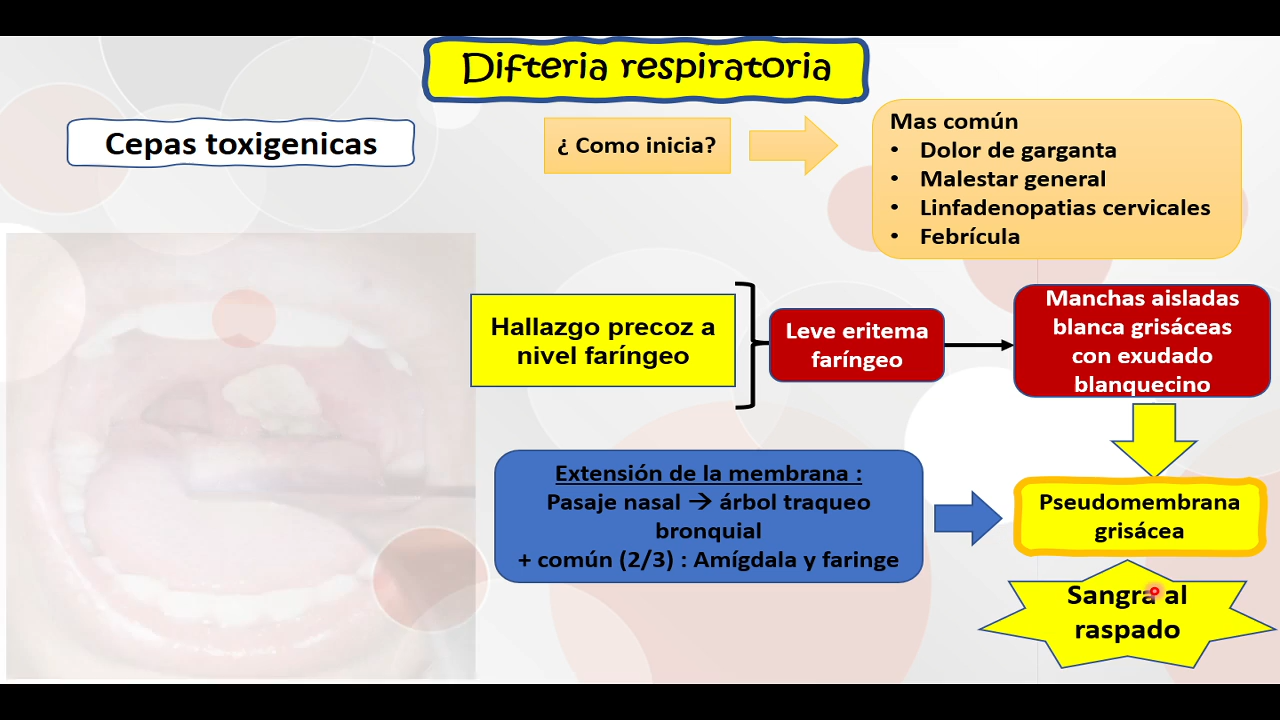 Difteria respiratoria
Cepas toxigenicas
¿ Como inicia?
Mas común
• Dolor de garganta
• Malestar general
• Linfadenopatias cervicales
• Febrícula
Hallazgo precoz a
nivel faríngeo
Leve eritema
faríngeo
Manchas aisladas
blanca grisáceas
con exudado
blanquecino
Extensión de la membrana :
Pasaje nasal → árbol traqueo
bronquial
+ común (2/3) : Amígdala y faringe
Pseudomembrana
grisácea
Sangra al
raspado